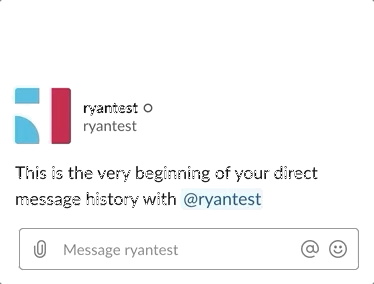 ryantest
ryantest
This is the very beginning of your direct
message history with @ryantest
Message ryantest